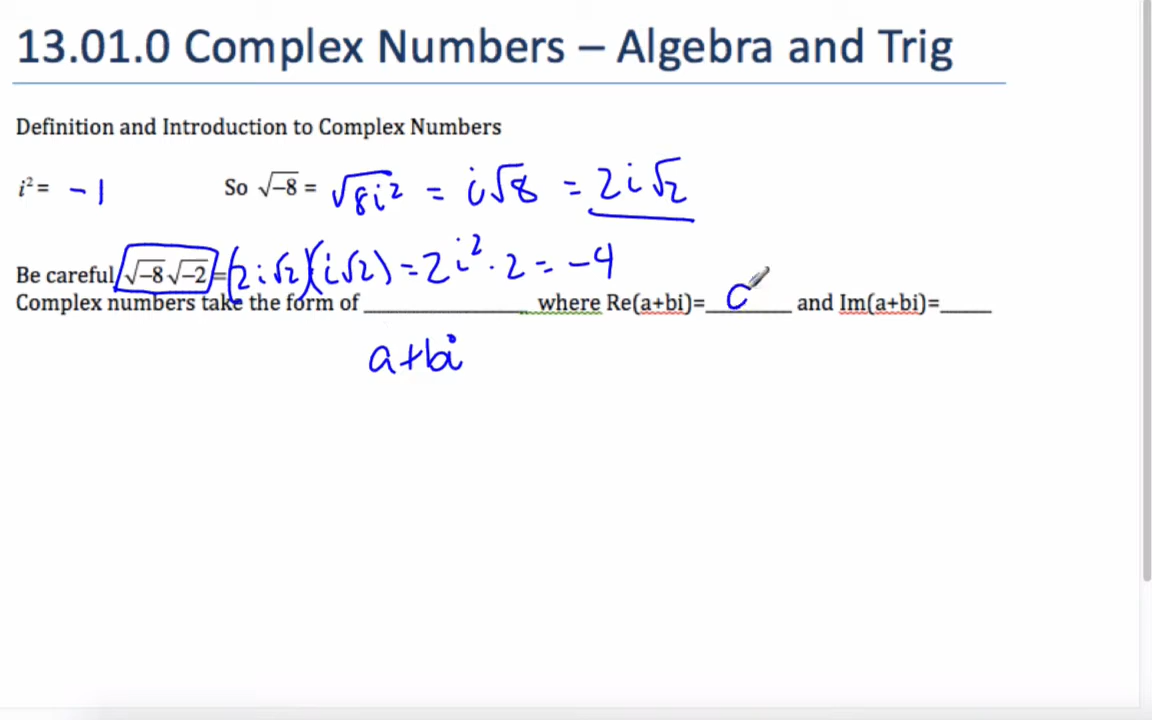 13.01.0 Complex Numbers – Algebra and Trig
Definition and Introduction to Complex Numbers
i² = -1 So √-8 = √8i² = i√8 = 2i√2
Be careful √-8√-2 = (2i√2)(i√2) = 2i²·2 = -4
Complex numbers take the form of ______________ where Re(a+bi)=________ and Im(a+bi)=_____
a+bi